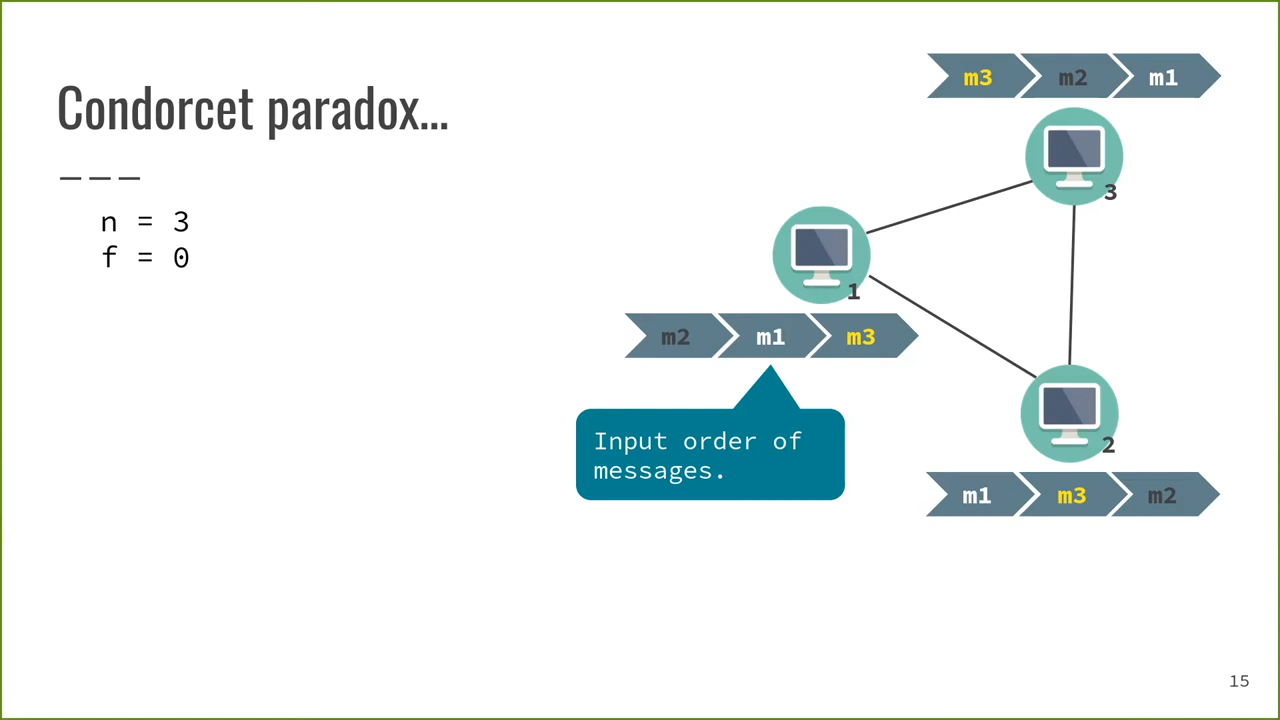 Condorcet paradox...
n = 3
f = 0
m3 m2 m1
3
1
m2 m1 m3
Input order of
messages.
2
m1 m3 m2
15